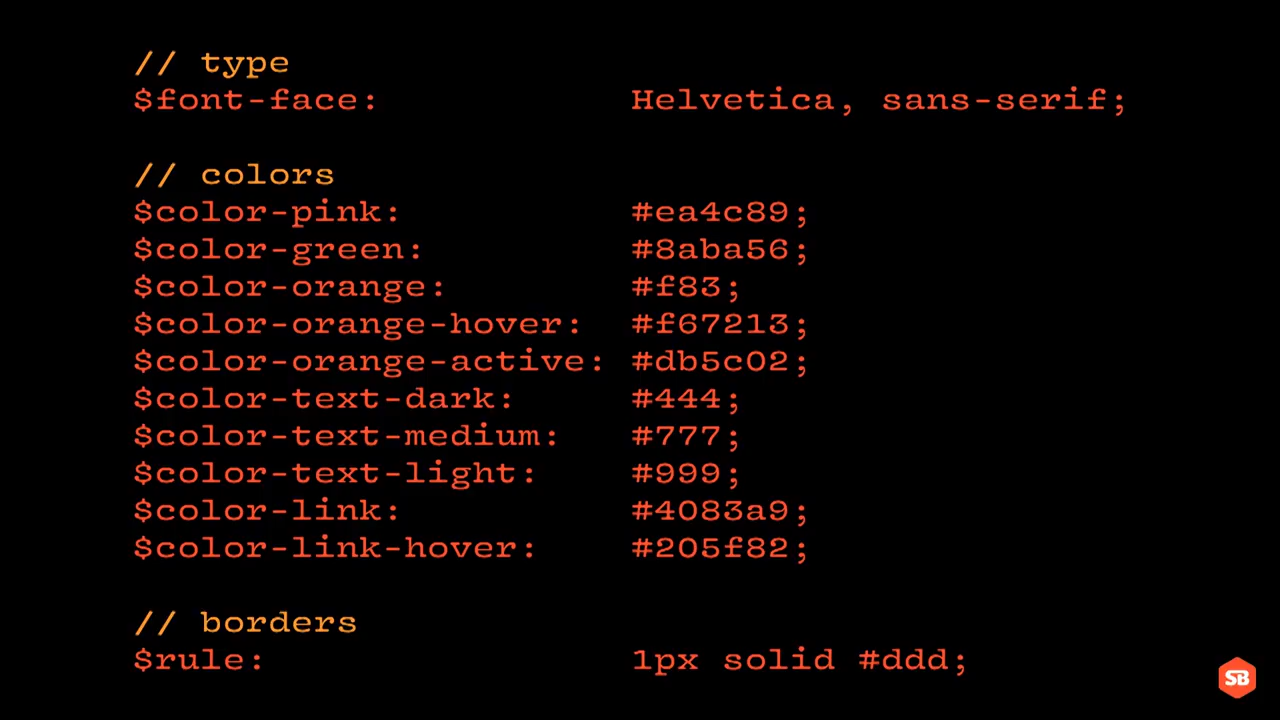 // type
$font-face: Helvetica, sans-serif;
// colors
$color-pink: #ea4c89;
$color-green: #8aba56;
$color-orange: #f83;
$color-orange-hover: #f67213;
$color-orange-active: #db5c02;
$color-text-dark: #444;
$color-text-medium: #777;
$color-text-light: #999;
$color-link: #4083a9;
$color-link-hover: #205f82;
// borders
$rule: 1px solid #ddd;
SB